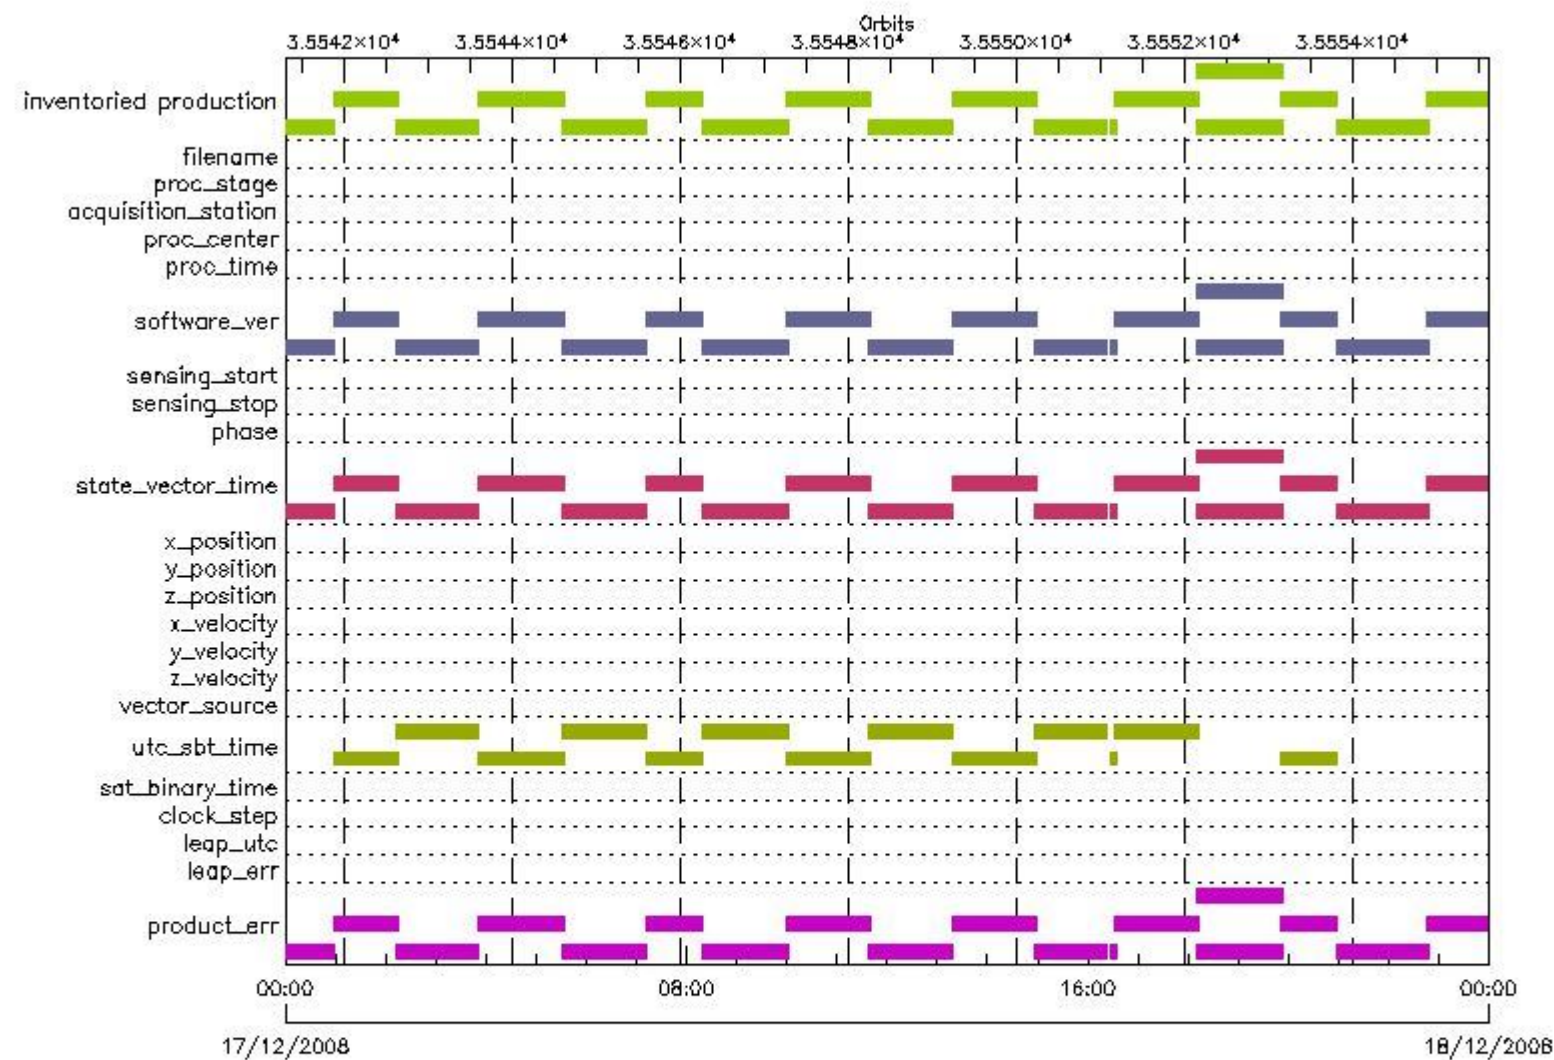 Orbits
3.5542×10⁴ 3.5544×10⁴ 3.5546×10⁴ 3.5548×10⁴ 3.5550×10⁴ 3.5552×10⁴ 3.5554×10⁴
inventoried production
filename
proc_stage
acquisition_station
proc_center
proc_time
software_ver
sensing_start
sensing_stop
phase
state_vector_time
x_position
y_position
z_position
x_velocity
y_velocity
z_velocity
vector_source
utc_sbt_time
sat_binary_time
clock_step
leap_utc
leap_err
product_err
00:00 08:00 16:00 00:00
17/12/2008 18/12/2008